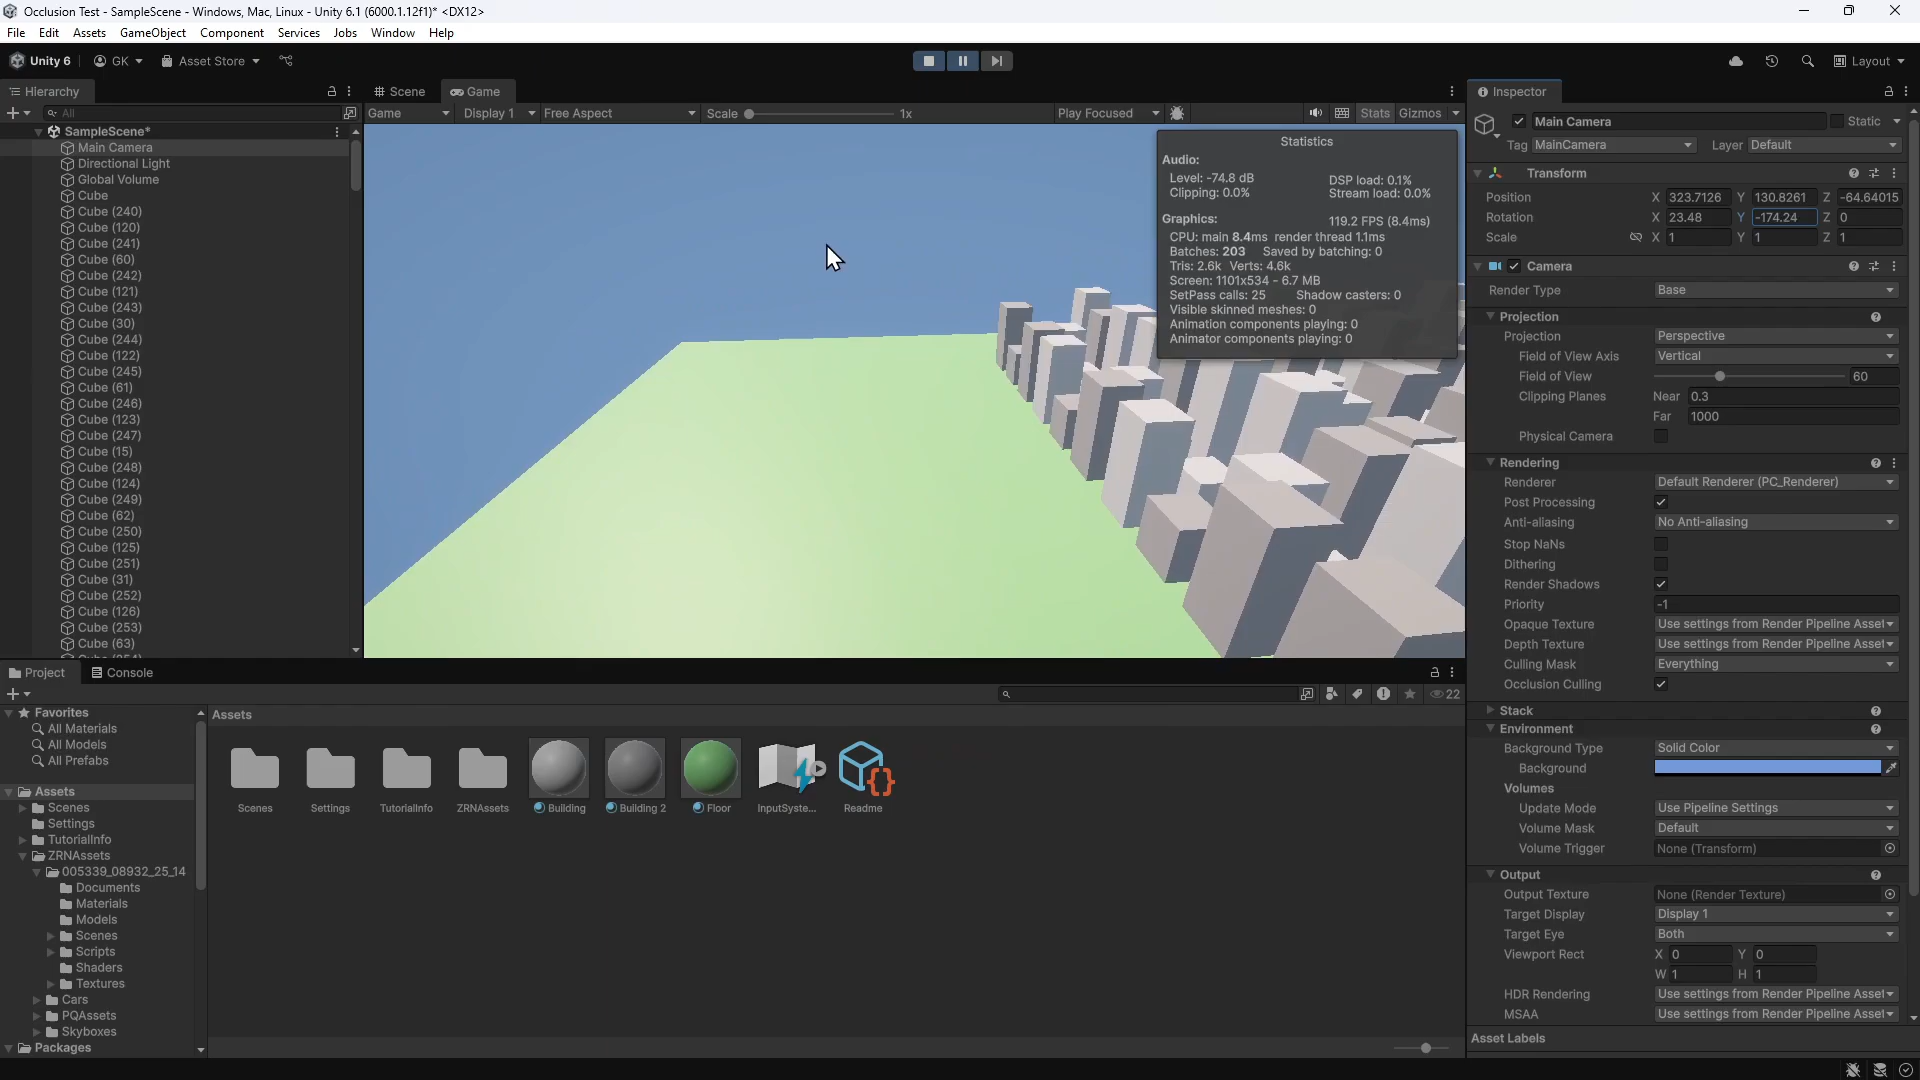 Occlusion Test - SampleScene - Windows, Mac, Linux - Unity 6.1 (6000.1.12f1)* <DX12>
File Edit Assets GameObject Component Services Jobs Window Help
Unity 6 GK Asset Store Layout
Hierarchy
All
SampleScene*
Main Camera
Directional Light
Global Volume
Cube
Cube (240)
Cube (120)
Cube (241)
Cube (60)
Cube (242)
Cube (121)
Cube (243)
Cube (30)
Cube (244)
Cube (122)
Cube (245)
Cube (61)
Cube (246)
Cube (123)
Cube (247)
Cube (15)
Cube (248)
Cube (124)
Cube (249)
Cube (62)
Cube (250)
Cube (125)
Cube (251)
Cube (31)
Cube (252)
Cube (126)
Cube (253)
Cube (63)
Scene Game
Game Display 1 Free Aspect Scale 1x Play Focused Stats Gizmos
Statistics
Audio:
Level: -74.8 dB DSP load: 0.1%
Clipping: 0.0% Stream load: 0.0%
Graphics: 119.2 FPS (8.4ms)
CPU: main 8.4ms render thread 1.1ms
Batches: 203 Saved by batching: 0
Tris: 2.6k Verts: 4.6k
Screen: 1101x534 - 6.7 MB
SetPass calls: 25 Shadow casters: 0
Visible skinned meshes: 0
Animation components playing: 0
Animator components playing: 0
Inspector
Main Camera Static
Tag MainCamera Layer Default
Transform
Position X 323.7126 Y 130.8261 Z -64.64015
Rotation X 23.48 Y -174.24 Z 0
Scale X 1 Y 1 Z 1
Camera
Render Type Base
Projection
Projection Perspective
Field of View Axis Vertical
Field of View 60
Clipping Planes Near 0.3
Far 1000
Physical Camera
Rendering
Renderer Default Renderer (PC_Renderer)
Post Processing
Anti-aliasing No Anti-aliasing
Stop NaNs
Dithering
Render Shadows
Priority -1
Opaque Texture Use settings from Render Pipeline Asset
Depth Texture Use settings from Render Pipeline Asset
Culling Mask Everything
Occlusion Culling
Stack
Environment
Background Type Solid Color
Background
Volumes
Update Mode Use Pipeline Settings
Volume Mask Default
Volume Trigger None (Transform)
Output
Output Texture None (Render Texture)
Target Display Display 1
Target Eye Both
Viewport Rect X 0 Y 0
W 1 H 1
HDR Rendering Use settings from Render Pipeline Asset
MSAA Use settings from Render Pipeline Asset
Asset Labels
Project Console
22
Favorites
All Materials
All Models
All Prefabs
Assets
Scenes
Settings
TutorialInfo
ZRNAssets
005339_08932_25_14
Documents
Materials
Models
Scenes
Scripts
Shaders
Textures
Cars
PQAssets
Skyboxes
Packages
Assets
Scenes Settings TutorialInfo ZRNAssets Building Building 2 Floor InputSyste... Readme